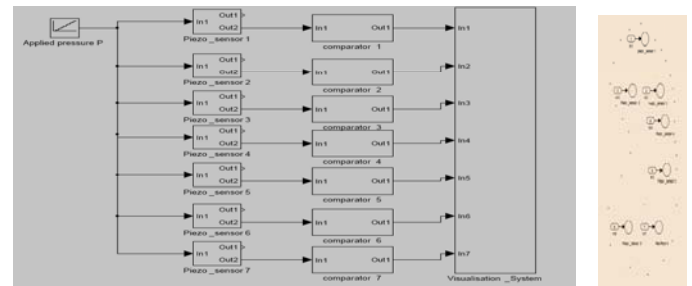 Out1
In1
Out2
In1 Out1
In1
Applied pressure P
Piezo _sensor 1
comparator 1
Out1
In1
Out2
In1 Out1
In2
Piezo _sensor 2
comparator 2
Out1
In1
Out2
In1 Out1
In3
Piezo _sensor 3
comparator 3
Out1
In1
Out2
In1 Out1
In4
Piezo _sensor 4
comparator 4
Out1
In1
Out2
In1 Out1
In5
Piezo _sensor 5
comparator 5
Out1
In1
Out2
In1 Out1
In6
Piezo _sensor 6
comparator 6
Out1
In1
Out2
In1 Out1
In7
Piezo _sensor 7
comparator 7
Visualisation _System